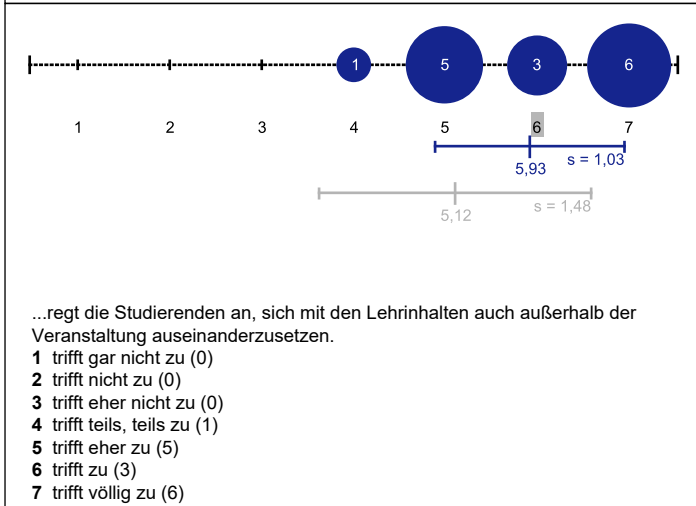 1 5 3 6
1 2 3 4 5 6 7
s = 1,03
5,93
s = 1,48
5,12
...regt die Studierenden an, sich mit den Lehrinhalten auch außerhalb der
Veranstaltung auseinanderzusetzen.
1 trifft gar nicht zu (0)
2 trifft nicht zu (0)
3 trifft eher nicht zu (0)
4 trifft teils, teils zu (1)
5 trifft eher zu (5)
6 trifft zu (3)
7 trifft völlig zu (6)